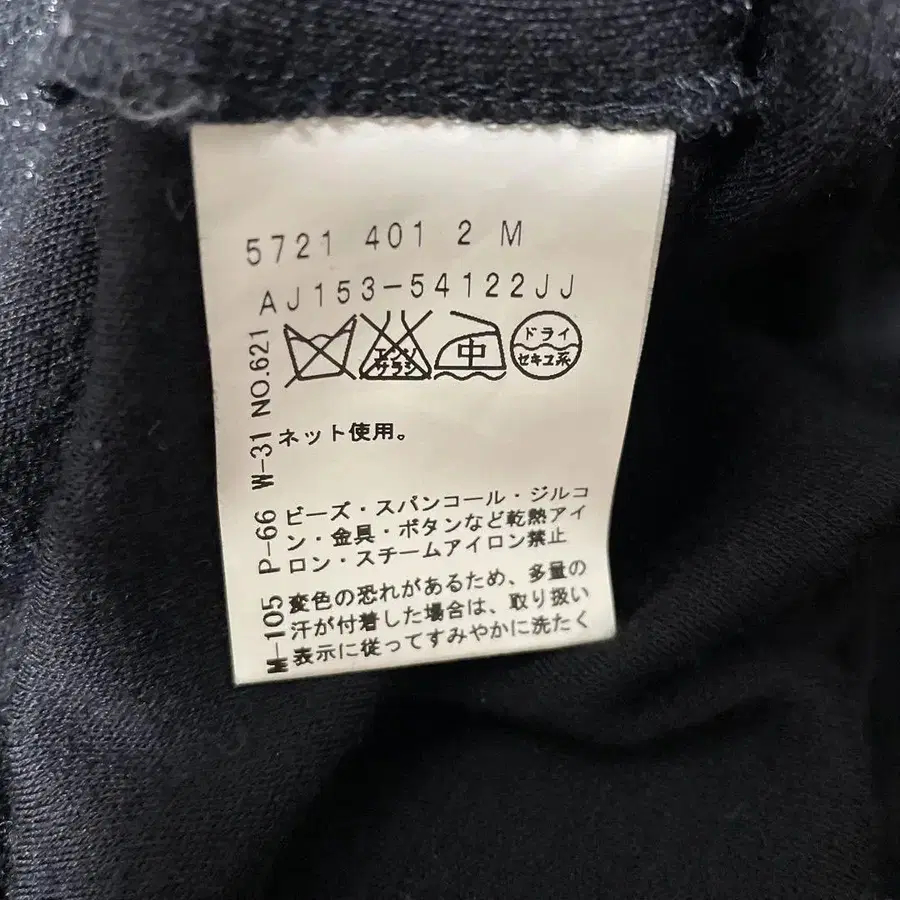 5721 401 2 M
AJ153-54122JJ
エンソ
サラシ
中
ドライ
セキユ系
ネット使用。
ビーズ・スパンコール・ジルコ
ン・金具・ボタンなど乾熱アイ
ロン・スチームアイロン禁止
変色の恐れがあるため、多量の
汗が付着した場合は、取り扱い
表示に従ってすみやかに洗たく
M-105 P-66 W-31 NO.621